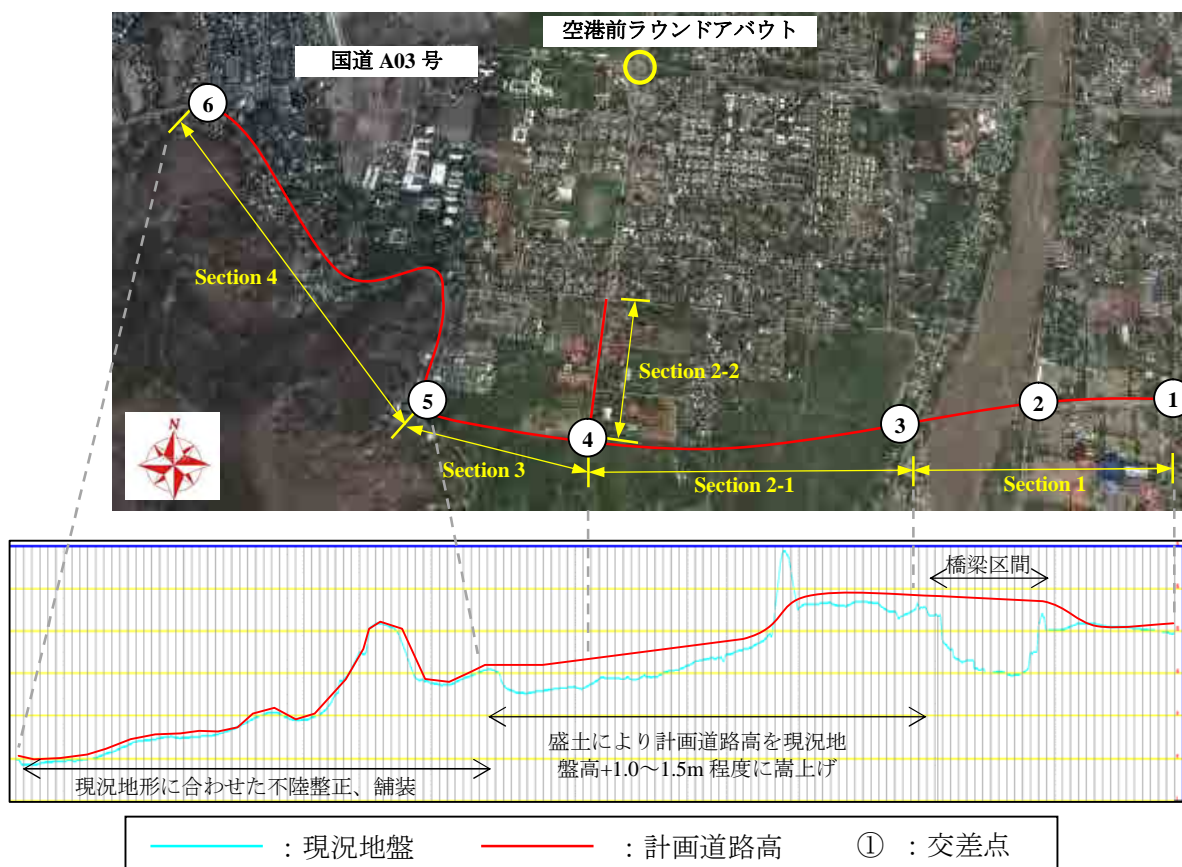 空港前ラウンドアバウト
国道 A03 号
6
N
Section 4
Section 2-2
5
4
3
2
1
Section 3
Section 2-1
Section 1
橋梁区間
盛土により計画道路高を現況地
盤高+1.0～1.5m 程度に嵩上げ
現況地形に合わせた不陸整正、舗装
：現況地盤
：計画道路高
① ：交差点